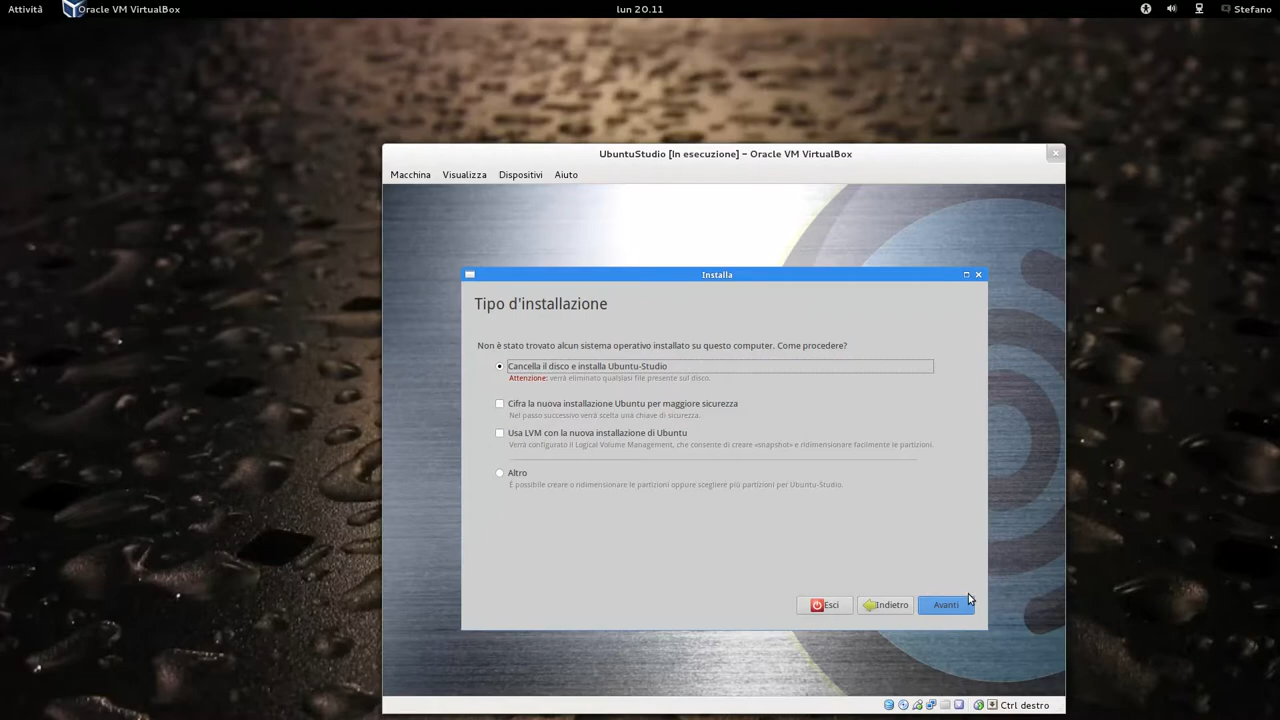 Attività
Oracle VM VirtualBox
lun 20.11
Stefano
UbuntuStudio [In esecuzione] – Oracle VM VirtualBox
Macchina Visualizza Dispositivi Aiuto
Installa
Tipo d'installazione
Non è stato trovato alcun sistema operativo installato su questo computer. Come procedere?
Cancella il disco e installa Ubuntu-Studio
Attenzione: verrà eliminato qualsiasi file presente sul disco.
Cifra la nuova installazione Ubuntu per maggiore sicurezza
Nel passo successivo verrà scelta una chiave di sicurezza.
Usa LVM con la nuova installazione di Ubuntu
Verrà configurato il Logical Volume Management, che consente di creare «snapshot» e ridimensionare facilmente le partizioni.
Altro
È possibile creare o ridimensionare le partizioni oppure scegliere più partizioni per Ubuntu-Studio.
Esci Indietro Avanti
Ctrl destro